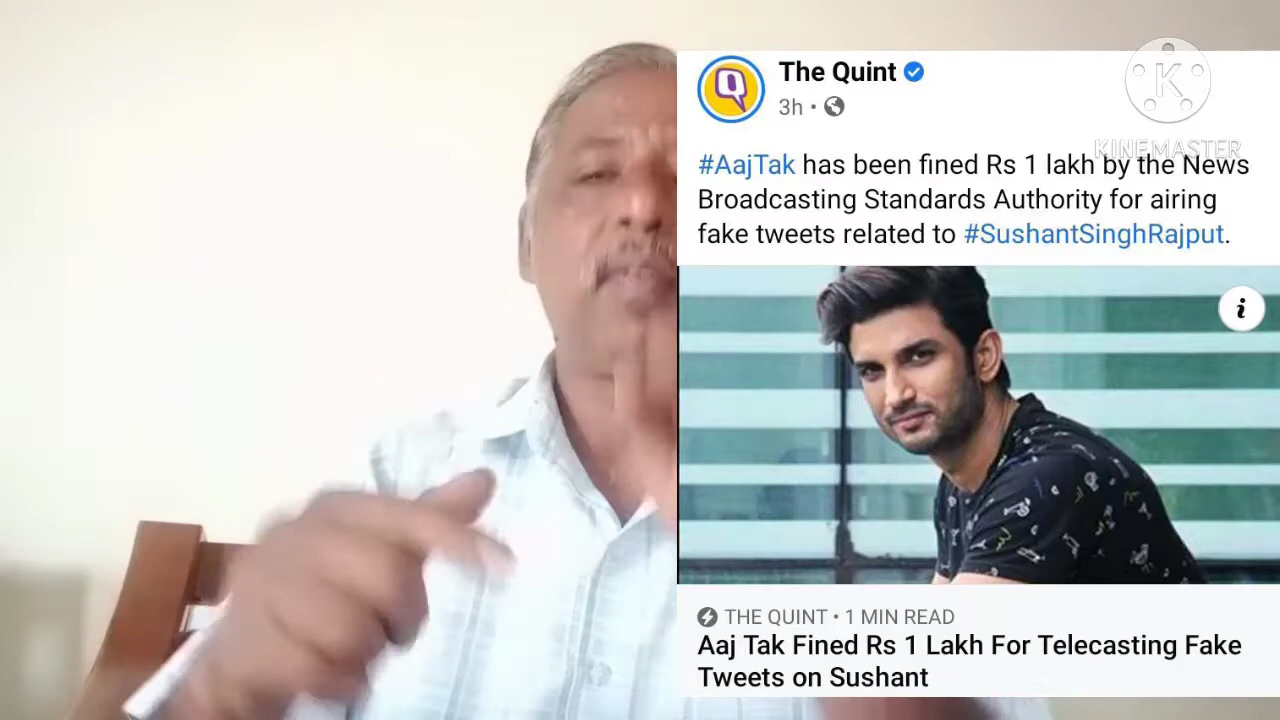 The Quint
3h •
#AajTak has been fined Rs 1 lakh by the News
Broadcasting Standards Authority for airing
fake tweets related to #SushantSinghRajput.
K
KINEMASTER
i
THE QUINT • 1 MIN READ
Aaj Tak Fined Rs 1 Lakh For Telecasting Fake
Tweets on Sushant